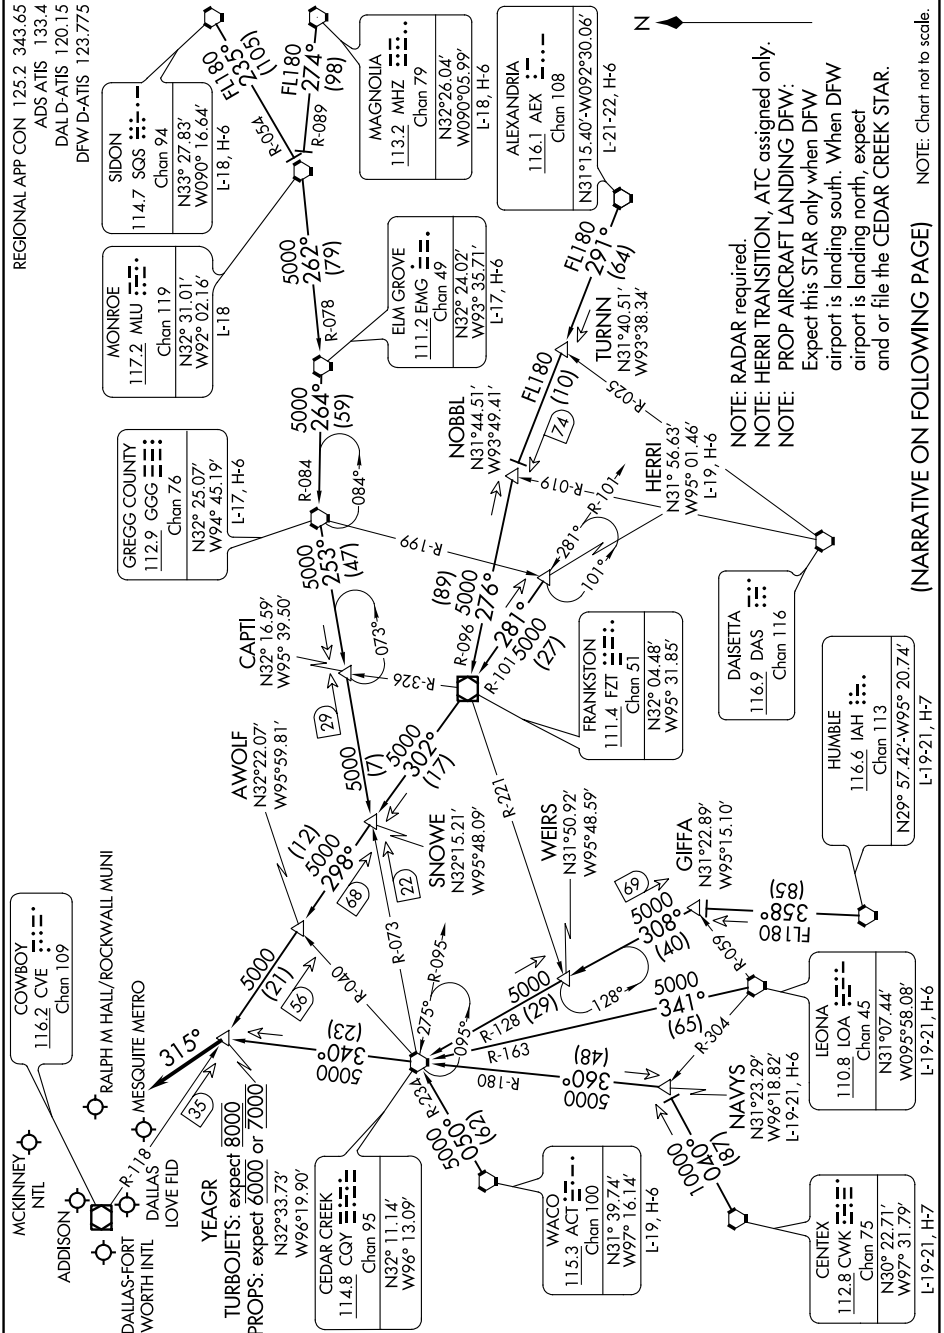 REGIONAL APP CON 125.2 343.65
ADS ATIS 133.4
DAL D-ATIS 120.15
DFW D-ATIS 123.775
SIDON
114.7 SQS
Chan 94
N33° 27.83'
W090° 16.64'
L-18, H-6
FL180
235°
(105)
R-054
FL180
274°
(98)
R-089
MAGNOLIA
113.2 MHZ
Chan 79
N32°26.04'
W090°05.99'
L-18, H-6
MONROE
117.2 MLU
Chan 119
N32° 31.01'
W92° 02.16'
L-18
5000
262°
(79)
R-078
ELM GROVE
111.2 EMG
Chan 49
N32° 24.02'
W93° 35.71'
L-17, H-6
ALEXANDRIA
116.1 AEX
Chan 108
N31°15.40'-W092°30.06'
L-21-22, H-6
FL180
291°
(64)
TURNN
N31°40.51'
W93°38.34'
FL180
(10)
74
R-025
NOBBL
N31°44.51'
W93°49.41'
R-019
5000
264°
(59)
R-084
084°
GREGG COUNTY
112.9 GGG
Chan 76
N32° 25.07'
W94° 45.19'
L-17, H-6
R-199
5000
253°
(47)
CAPTI
N32° 16.59'
W95° 39.50'
073°
R-326
29
5000
(7)
(89)
5000
276°
R-096
R-101
281°
5000
(27)
281°
101°
R-101
HERRI
N31° 56.63'
W95° 01.46'
L-19, H-6
FRANKSTON
111.4 FZT
Chan 51
N32° 04.48'
W95° 31.85'
DAISETTA
116.9 DAS
Chan 116
NOTE: RADAR required.
NOTE: HERRI TRANSITION, ATC assigned only.
NOTE: PROP AIRCRAFT LANDING DFW:
Expect this STAR only when DFW
airport is landing south. When DFW
airport is landing north, expect
and or file the CEDAR CREEK STAR.
N
NOTE: Chart not to scale.
(NARRATIVE ON FOLLOWING PAGE)
5000
302°
(17)
SNOWE
N32°15.21'
W95°48.09'
22
68
(12)
5000
298°
AWOLF
N32°22.07'
W95°59.81'
5000
(21)
56
R-040
R-073
R-221
WEIRS
N31°50.92'
W95°48.59'
GIFFA
N31°22.89'
W95°15.10'
69
5000
308°
(40)
128°
5000
(29)
R-128
FL180
358°
(85)
HUMBLE
116.6 IAH
Chan 113
N29° 57.42'-W95° 20.74'
L-19-21, H-7
R-059
R-304
5000
341°
(65)
R-163
LEONA
110.8 LOA
Chan 45
N31°07.44'
W095°58.08'
L-19-21, H-6
NAVYS
N31°23.29'
W96°18.82'
L-19-21, H-6
5000
360°
(48)
R-180
10000
040°
(87)
CENTEX
112.8 CWK
Chan 75
N30° 22.71'
W97° 31.79'
L-19-21, H-7
5000
050°
(62)
R-234
WACO
115.3 ACT
Chan 100
N31° 39.74'
W97° 16.14'
L-19, H-6
CEDAR CREEK
114.8 CQY
Chan 95
N32° 11.14'
W96° 13.09'
275°
095°
R-095
5000
340°
(23)
YEAGR
TURBOJETS: expect 8000
PROPS: expect 6000 or 7000
N32°33.73'
W96°19.90'
315°
35
R-118
COWBOY
116.2 CVE
Chan 109
MCKINNEY
NTL
ADDISON
DALLAS-FORT
WORTH INTL
DALLAS
LOVE FLD
MESQUITE METRO
RALPH M HALL/ROCKWALL MUNI